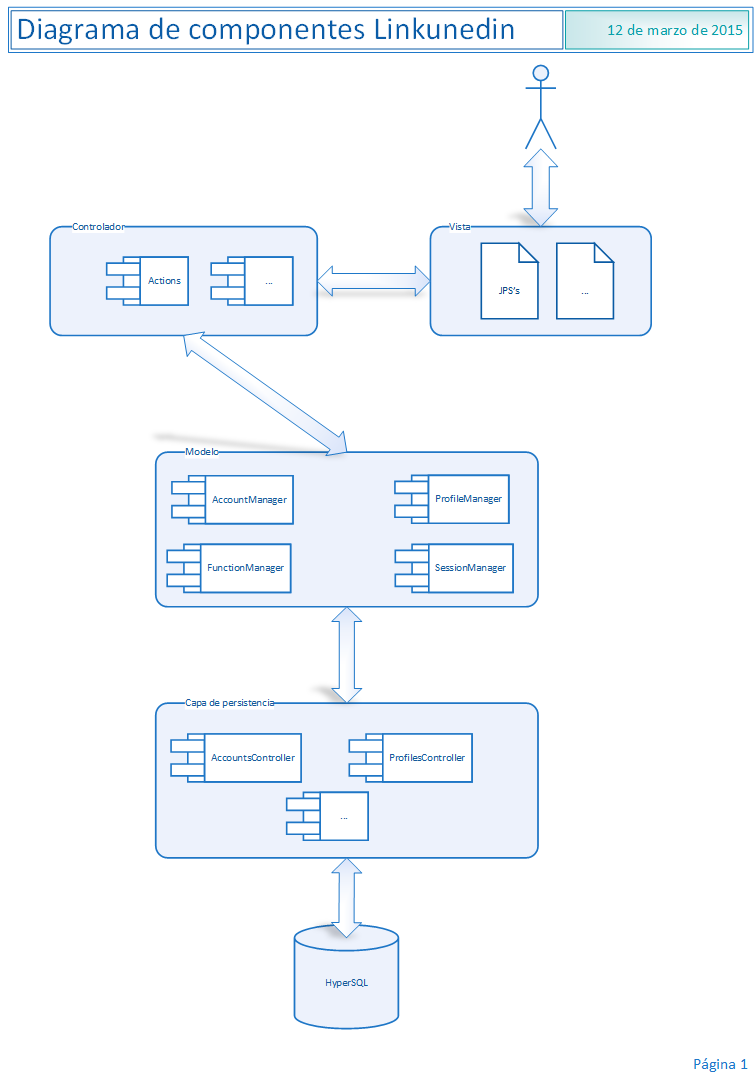 Diagrama de componentes Linkunedin
12 de marzo de 2015
Controlador
Actions
...
Vista
JPS's
...
Modelo
AccountManager
ProfileManager
FunctionManager
SessionManager
Capa de persistencia
AccountsController
ProfilesController
...
HyperSQL
Página 1